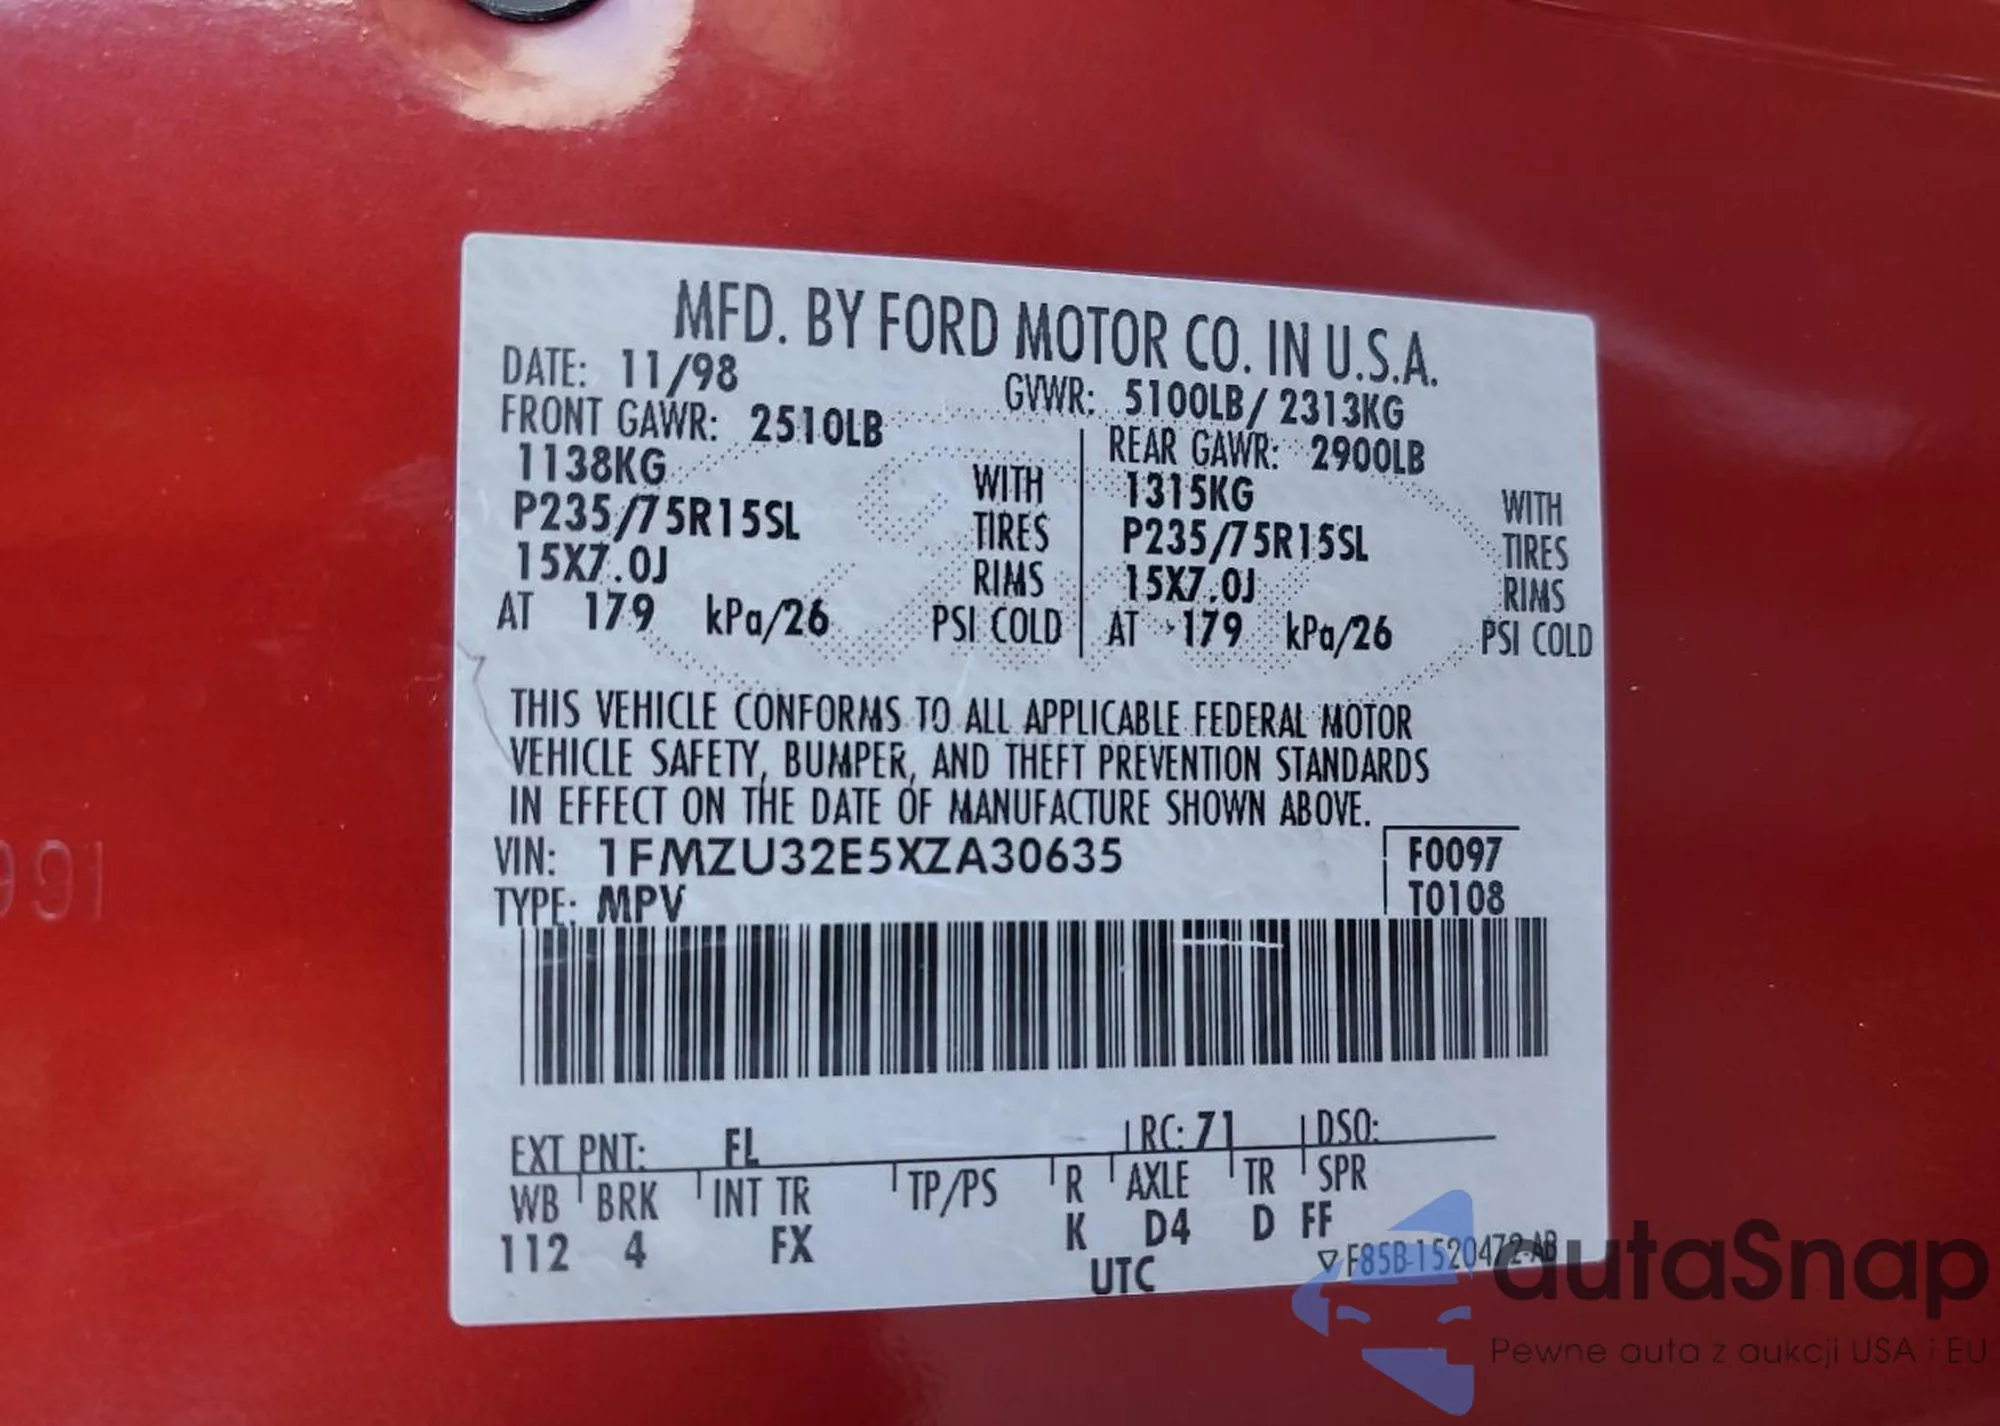 MFD. BY FORD MOTOR CO. IN U.S.A.
DATE: 11/98 GVWR: 5100LB/ 2313KG
FRONT GAWR: 2510LB REAR GAWR: 2900LB
1138KG WITH 1315KG WITH
P235/75R15SL TIRES P235/75R15SL TIRES
15X7.0J RIMS 15X7.0J RIMS
AT 179 kPa/26 PSI COLD AT 179 kPa/26 PSI COLD
THIS VEHICLE CONFORMS TO ALL APPLICABLE FEDERAL MOTOR
VEHICLE SAFETY, BUMPER, AND THEFT PREVENTION STANDARDS
IN EFFECT ON THE DATE OF MANUFACTURE SHOWN ABOVE.
VIN: 1FMZU32E5XZA30635 F0097
TYPE: MPV T0108
EXT PNT: FL RC: 71 DSO:
WB BRK INT TR TP/PS R AXLE TR SPR
112 4 FX K D4 D FF
UTC ▽F85B-1520472-AB
991
autaSnap
Pewne auta z aukcji USA i EU